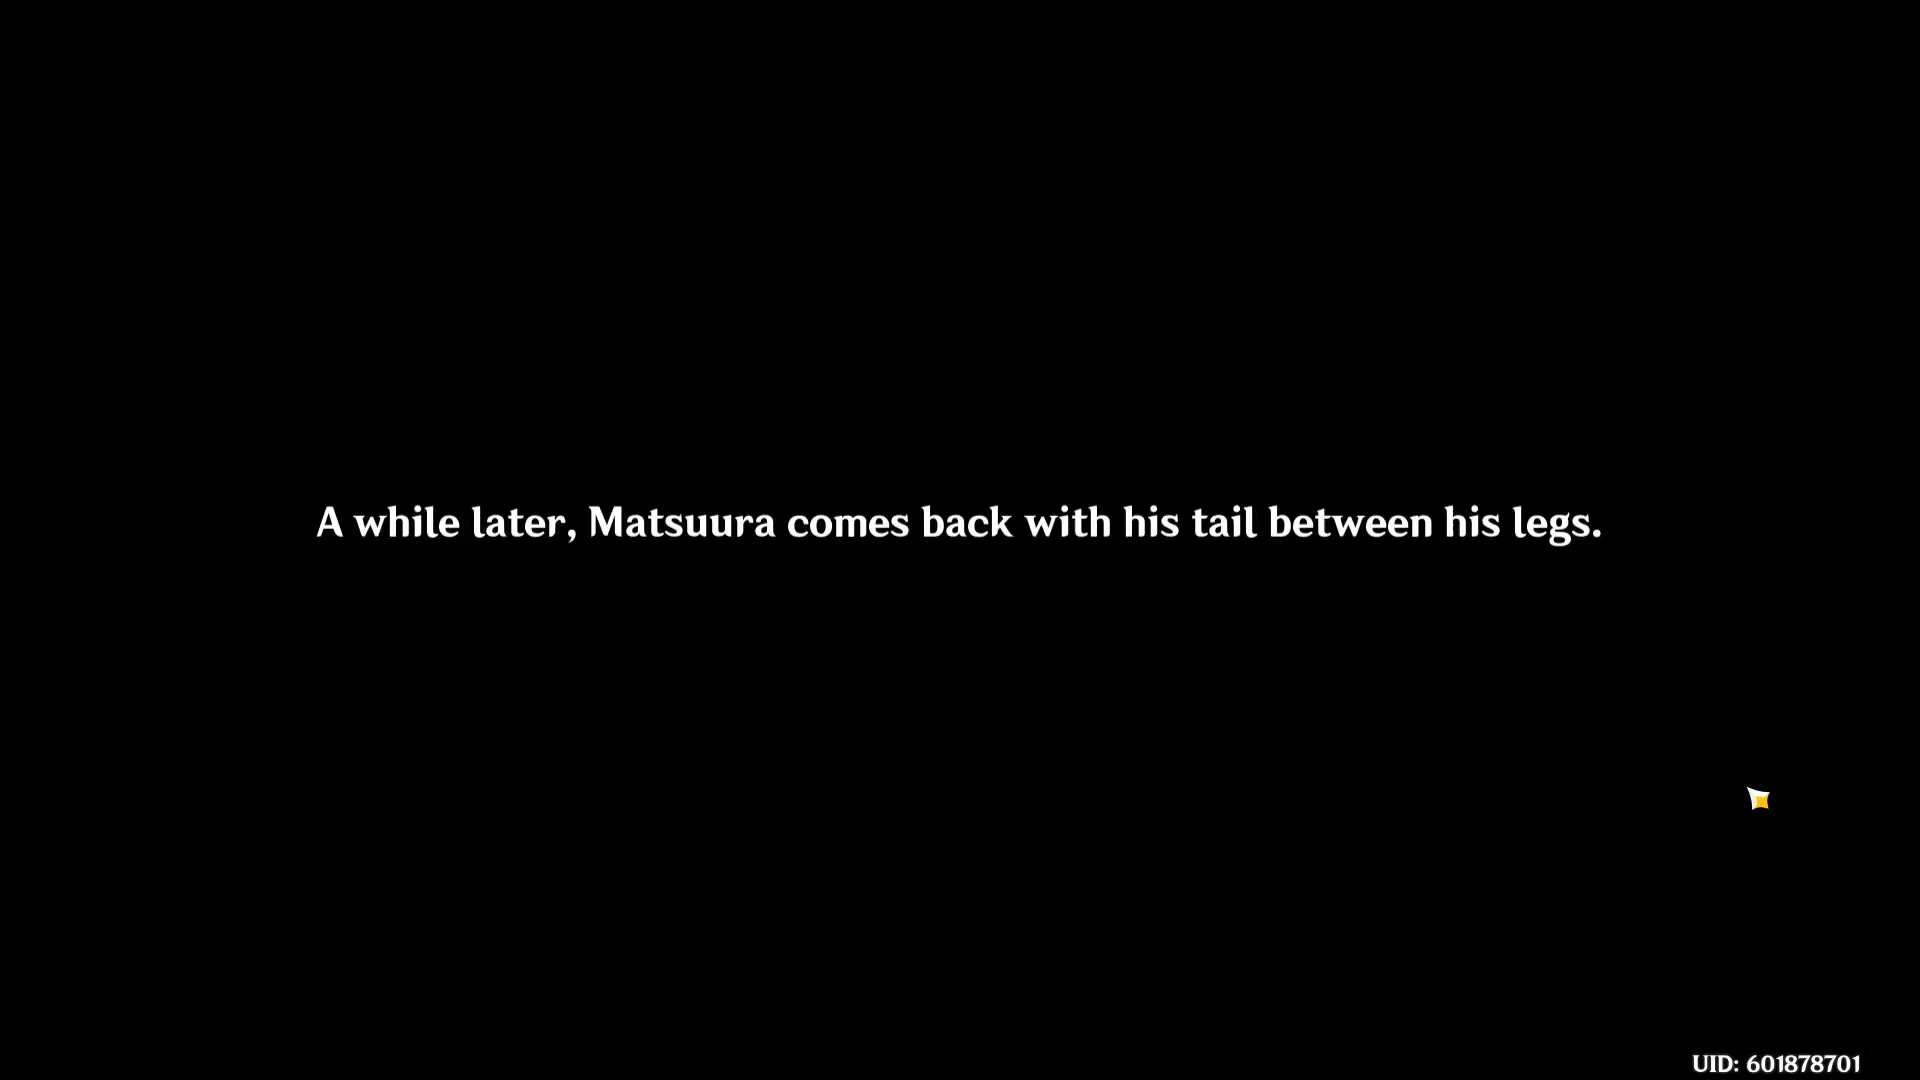 A while later, Matsuura comes back with his tail between his legs.
UID: 601878701